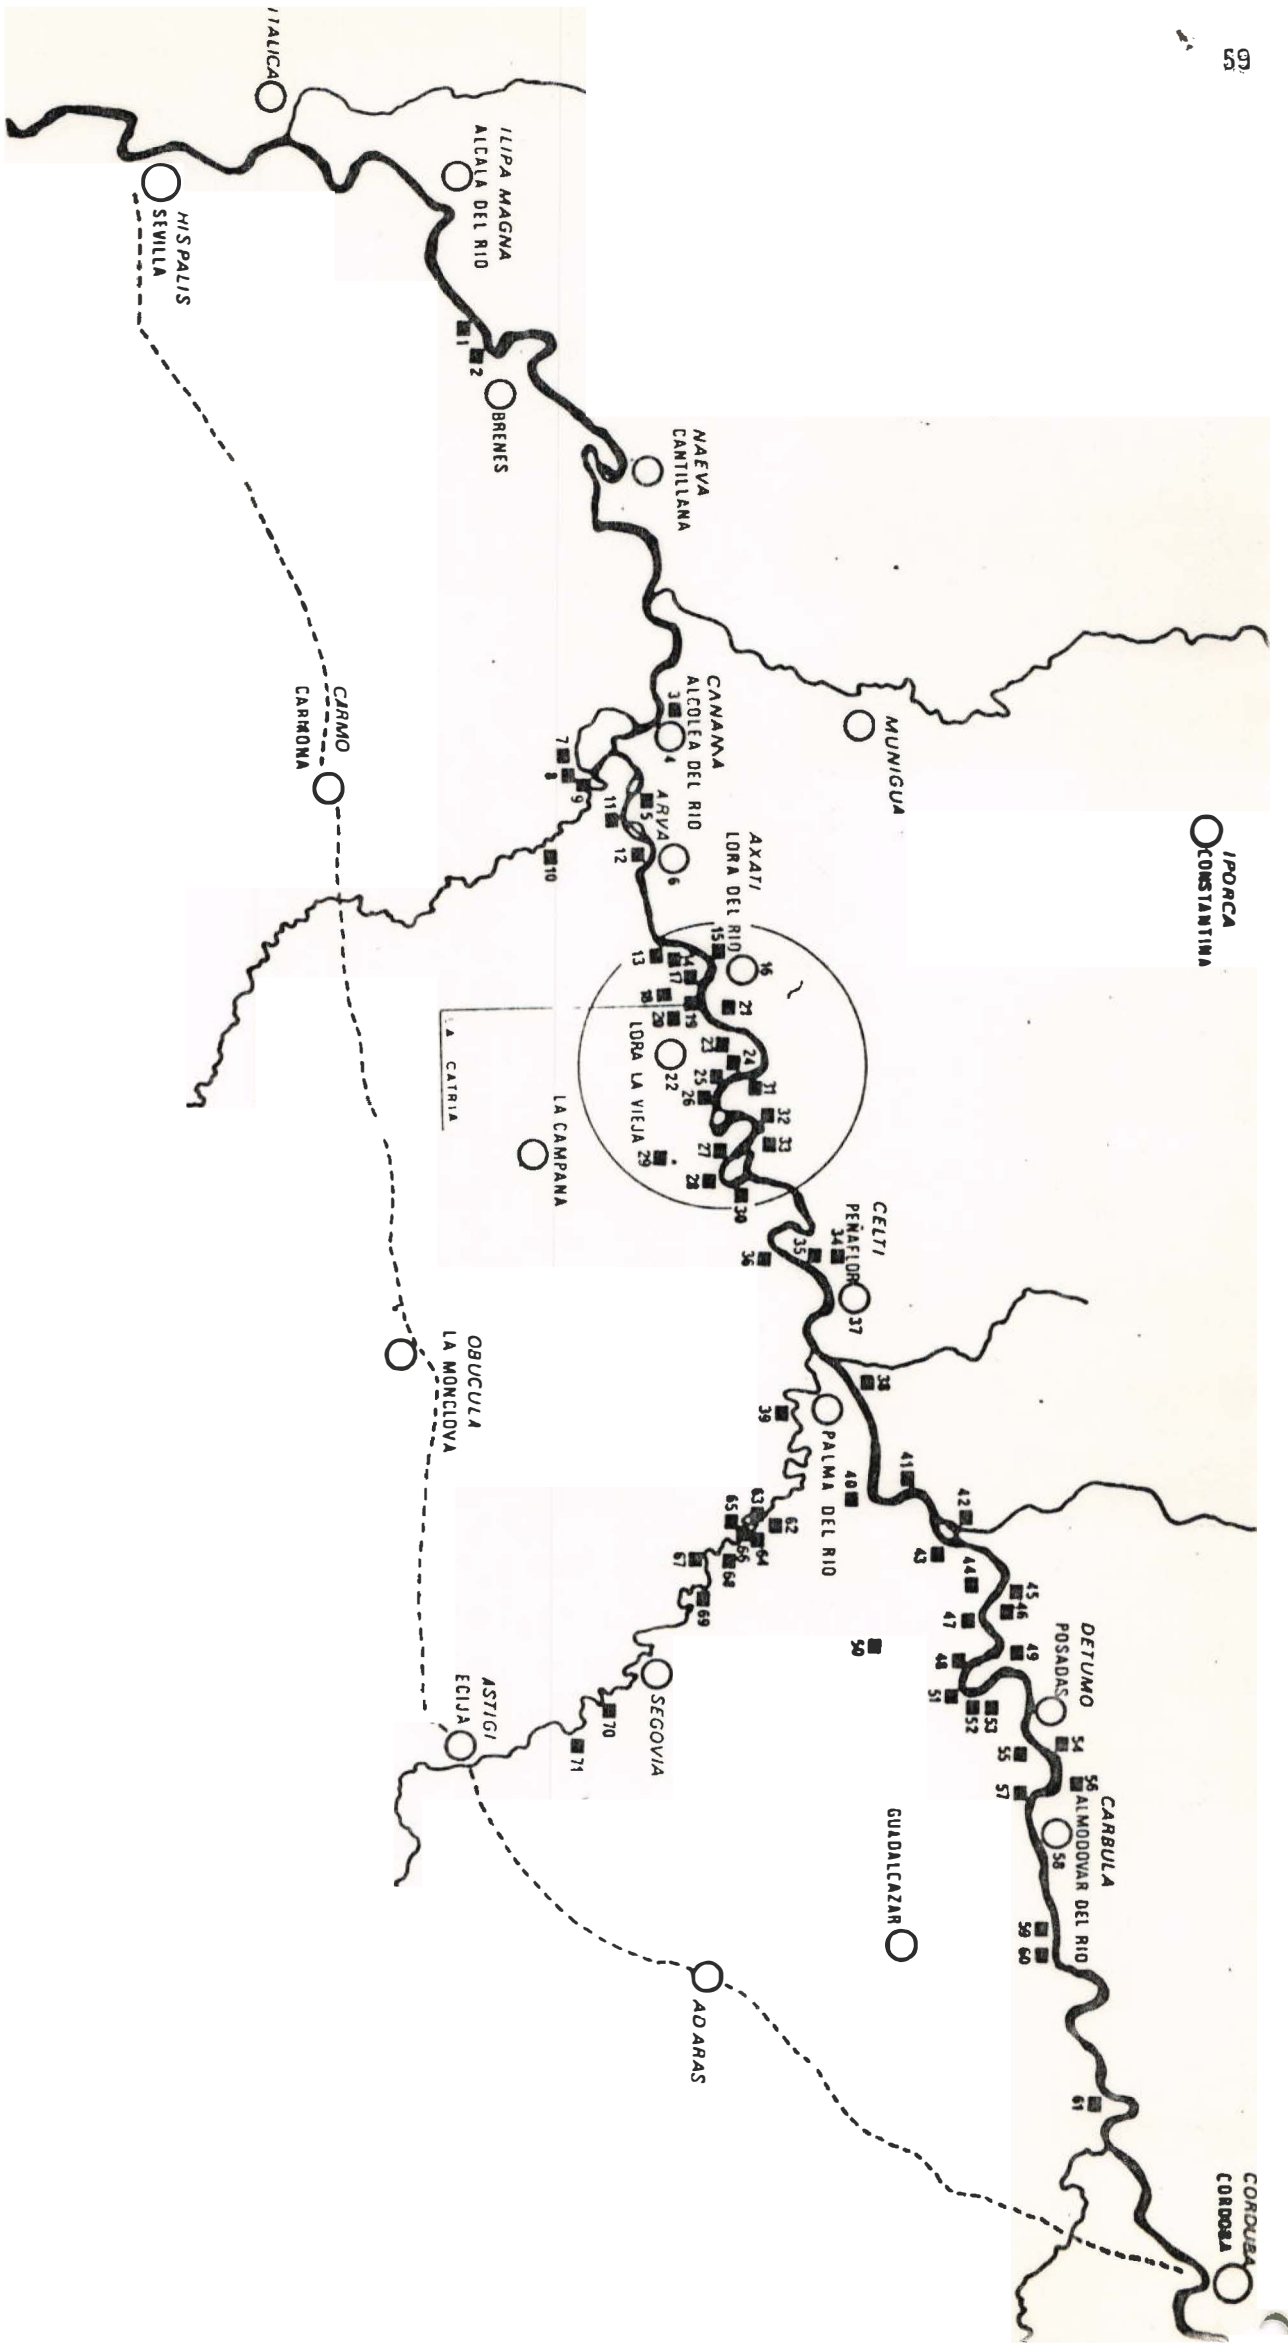 59
ITALICA
HISPALIS
SEVILLA
ILIPA MAGNA
ALCALA DEL RIO
1
2
BRENES
NAEVA
CANTILLANA
MUNIGUA
IPORCA
CONSTANTINA
CARMO
CARMONA
CANAMA
ALCOLEA DEL RIO
3
4
ARVA
5
6
7
8
9
10
11
12
AXATI
LORA DEL RIO
13
14
15
16
17
18
19
20
21
LORA LA VIEJA
22
23
24
25
26
27
28
29
30
31
32
33
LA CATRIA
LA CAMPANA
CELTI
PEÑAFLOR
34
35
36
37
38
OBUCULA
LA MONCLOVA
PALMA DEL RIO
39
40
41
42
43
44
45
46
47
48
49
50
51
52
53
DETUMO
POSADAS
54
55
56
57
CARBULA
ALMODOVAR DEL RIO
58
59
60
61
62
63
64
65
66
67
68
69
SEGOVIA
70
71
ASTIGI
ECIJA
GUADALCAZAR
ADARAS
CORDUBA
CORDOBA